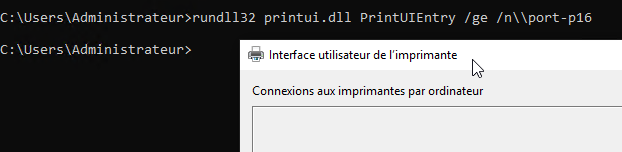 C:\Users\Administrateur>rundll32 printui.dll PrintUIEntry /ge /n\\port-p16
C:\Users\Administrateur>
Interface utilisateur de l'imprimante
Connexions aux imprimantes par ordinateur